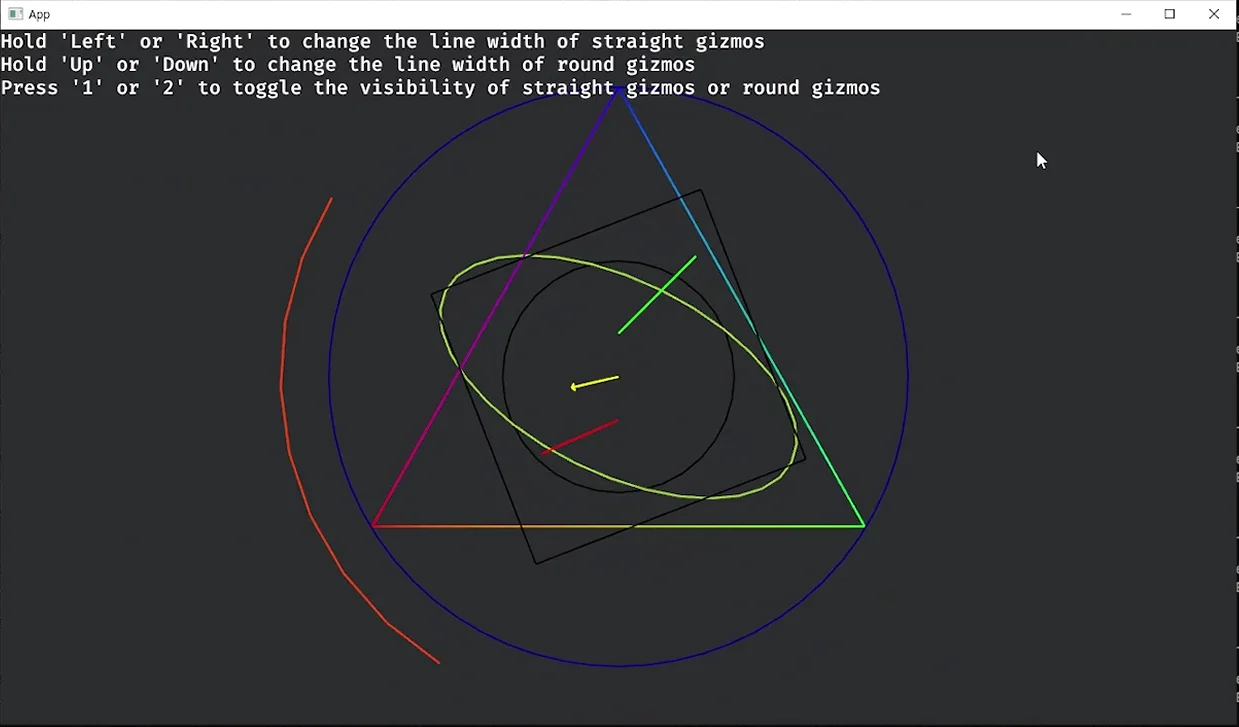 App
Hold 'Left' or 'Right' to change the line width of straight gizmos
Hold 'Up' or 'Down' to change the line width of round gizmos
Press '1' or '2' to toggle the visibility of straight gizmos or round gizmos